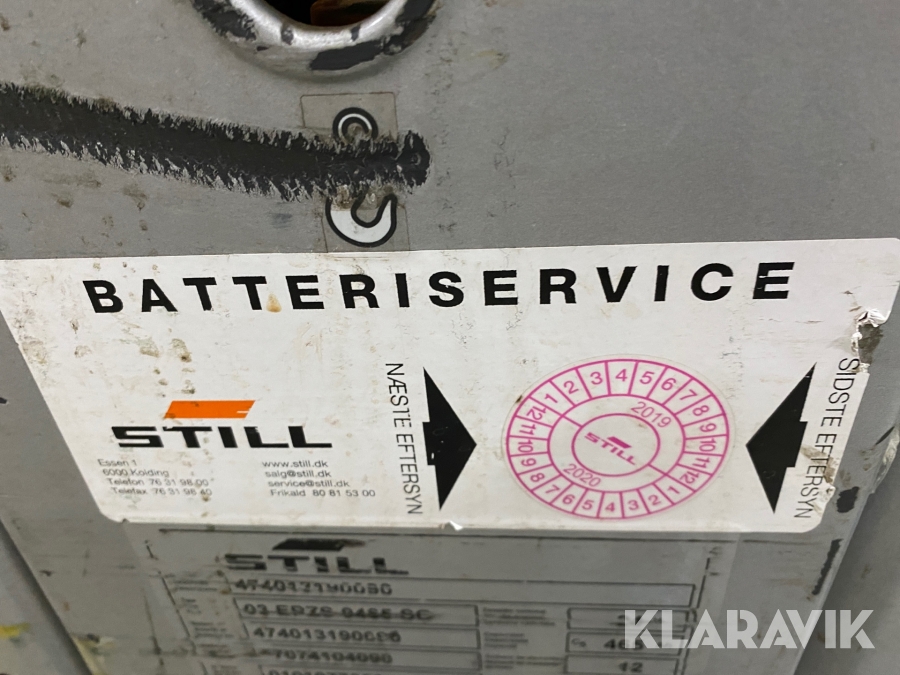 BATTERISERVICE
STILL
Essen 1
6000 Kolding
Telefon 76 31 98 00
Telefax 76 31 98 40
www.still.dk
salg@still.dk
service@still.dk
Frikald 80 81 53 00
NÆSTE EFTERSYN
1 2 3 4 5 6 7 8 9 10 11 12
2019
STILL
2020
1 2 3 4 5 6 7 8 9 10 11 12
SIDSTE EFTERSYN
STILL
03 EPZS
12
KLARAVIK